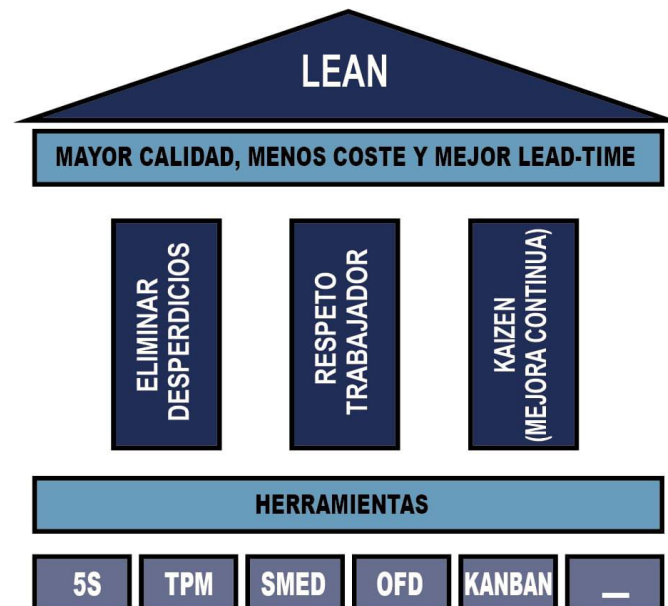 LEAN
MAYOR CALIDAD, MENOS COSTE Y MEJOR LEAD-TIME
ELIMINAR
DESPERDICIOS
RESPETO
TRABAJADOR
KAIZEN
(MEJORA CONTINUA)
HERRAMIENTAS
5S
TPM
SMED
OFD
KANBAN
_